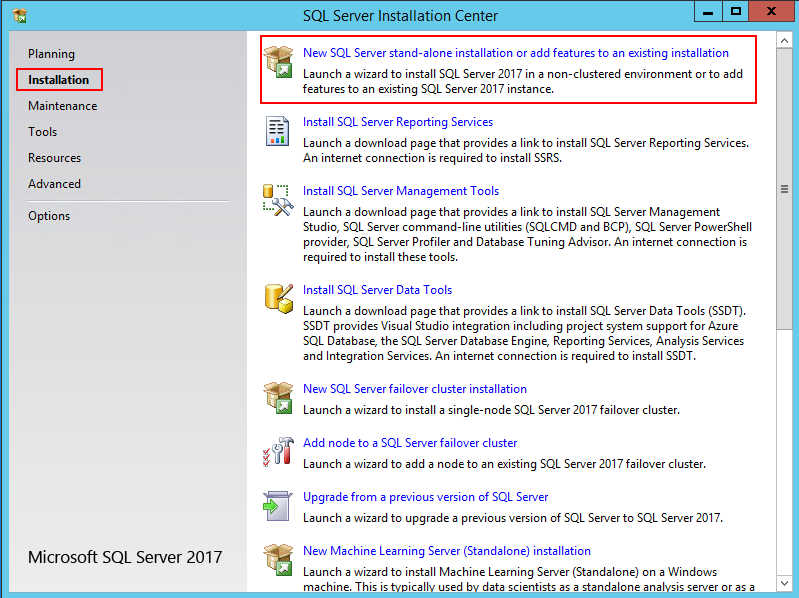 SQL Server Installation Center
Planning
Installation
Maintenance
Tools
Resources
Advanced
Options
Microsoft SQL Server 2017
New SQL Server stand-alone installation or add features to an existing installation
Launch a wizard to install SQL Server 2017 in a non-clustered environment or to add
features to an existing SQL Server 2017 instance.
Install SQL Server Reporting Services
Launch a download page that provides a link to install SQL Server Reporting Services.
An internet connection is required to install SSRS.
Install SQL Server Management Tools
Launch a download page that provides a link to install SQL Server Management
Studio, SQL Server command-line utilities (SQLCMD and BCP), SQL Server PowerShell
provider, SQL Server Profiler and Database Tuning Advisor. An internet connection is
required to install these tools.
Install SQL Server Data Tools
Launch a download page that provides a link to install SQL Server Data Tools (SSDT).
SSDT provides Visual Studio integration including project system support for Azure
SQL Database, the SQL Server Database Engine, Reporting Services, Analysis Services
and Integration Services. An internet connection is required to install SSDT.
New SQL Server failover cluster installation
Launch a wizard to install a single-node SQL Server 2017 failover cluster.
Add node to a SQL Server failover cluster
Launch a wizard to add a node to an existing SQL Server 2017 failover cluster.
Upgrade from a previous version of SQL Server
Launch a wizard to upgrade a previous version of SQL Server to SQL Server 2017.
New Machine Learning Server (Standalone) installation
Launch a wizard to install Machine Learning Server (Standalone) on a Windows
machine. This is typically used by data scientists as a standalone analysis server or as a